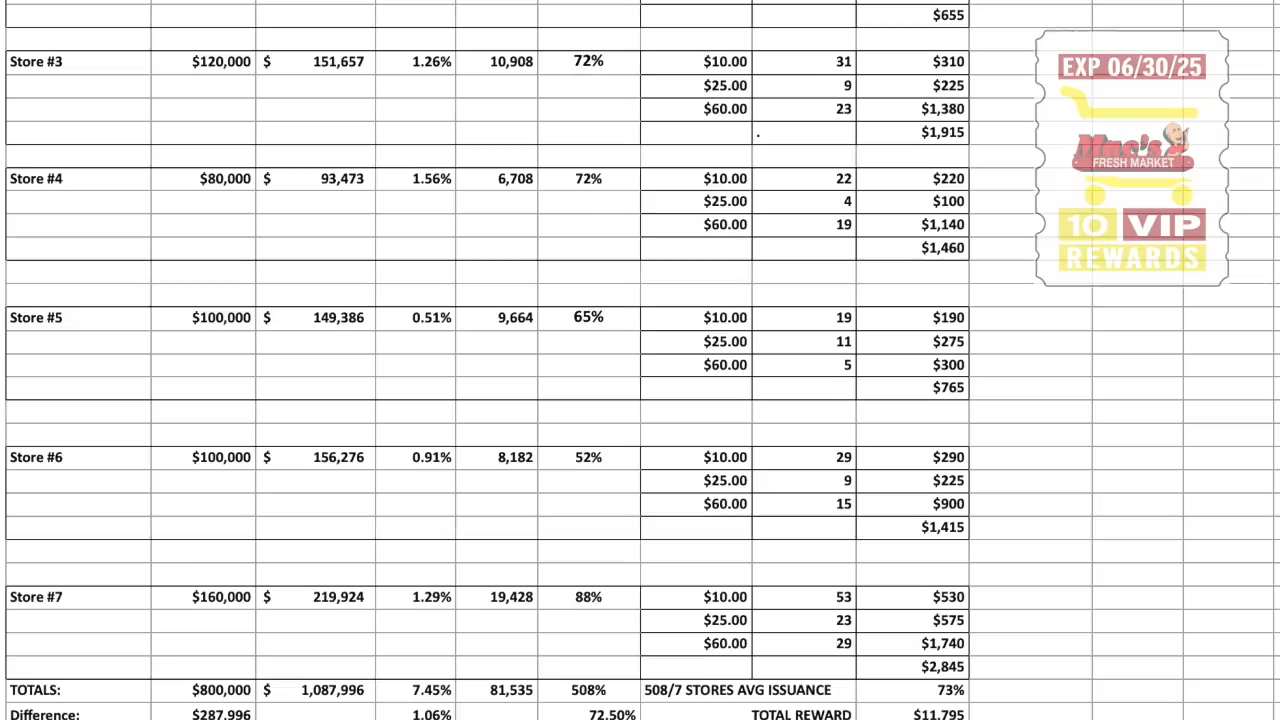 $655
Store #3 $120,000 $ 151,657 1.26% 10,908 72% $10.00 31 $310
$25.00 9 $225
$60.00 23 $1,380
. $1,915
Store #4 $80,000 $ 93,473 1.56% 6,708 72% $10.00 22 $220
$25.00 4 $100
$60.00 19 $1,140
$1,460
Store #5 $100,000 $ 149,386 0.51% 9,664 65% $10.00 19 $190
$25.00 11 $275
$60.00 5 $300
$765
Store #6 $100,000 $ 156,276 0.91% 8,182 52% $10.00 29 $290
$25.00 9 $225
$60.00 15 $900
$1,415
Store #7 $160,000 $ 219,924 1.29% 19,428 88% $10.00 53 $530
$25.00 23 $575
$60.00 29 $1,740
$2,845
TOTALS: $800,000 $ 1,087,996 7.45% 81,535 508% 508/7 STORES AVG ISSUANCE 73%
Difference: $287,996 1.06% 72.50% TOTAL REWARD $11,795
EXP 06/30/25
Mac's
FRESH MARKET
10 VIP
REWARDS